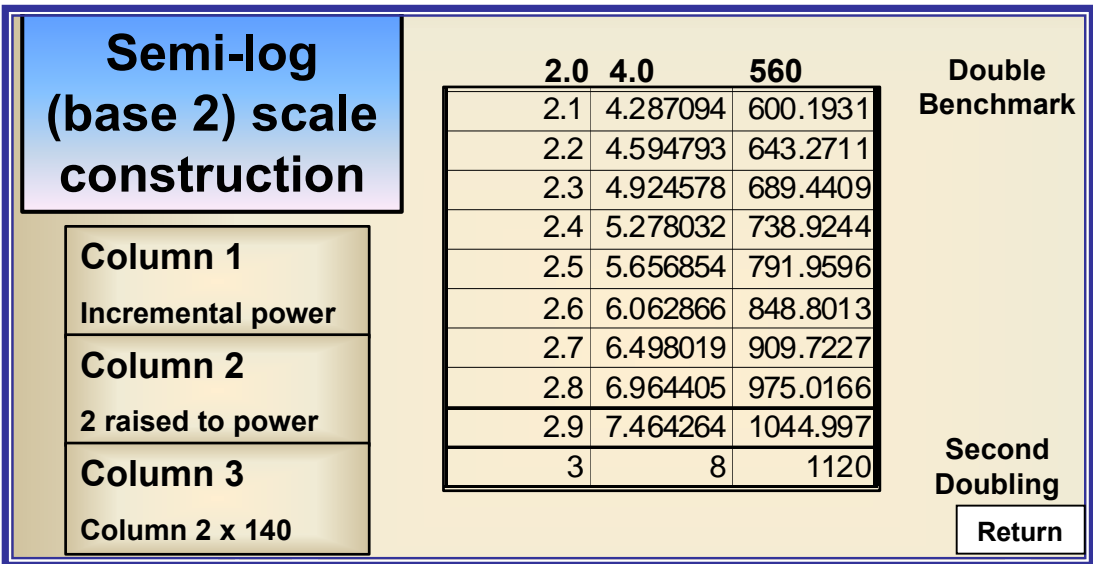 Semi-log
(base 2) scale
construction
Column 1
Incremental power
Column 2
2 raised to power
Column 3
Column 2 x 140
2.0 4.0 560
2.1 4.287094 600.1931
2.2 4.594793 643.2711
2.3 4.924578 689.4409
2.4 5.278032 738.9244
2.5 5.656854 791.9596
2.6 6.062866 848.8013
2.7 6.498019 909.7227
2.8 6.964405 975.0166
2.9 7.464264 1044.997
3 8 1120
Double
Benchmark
Second
Doubling
Return